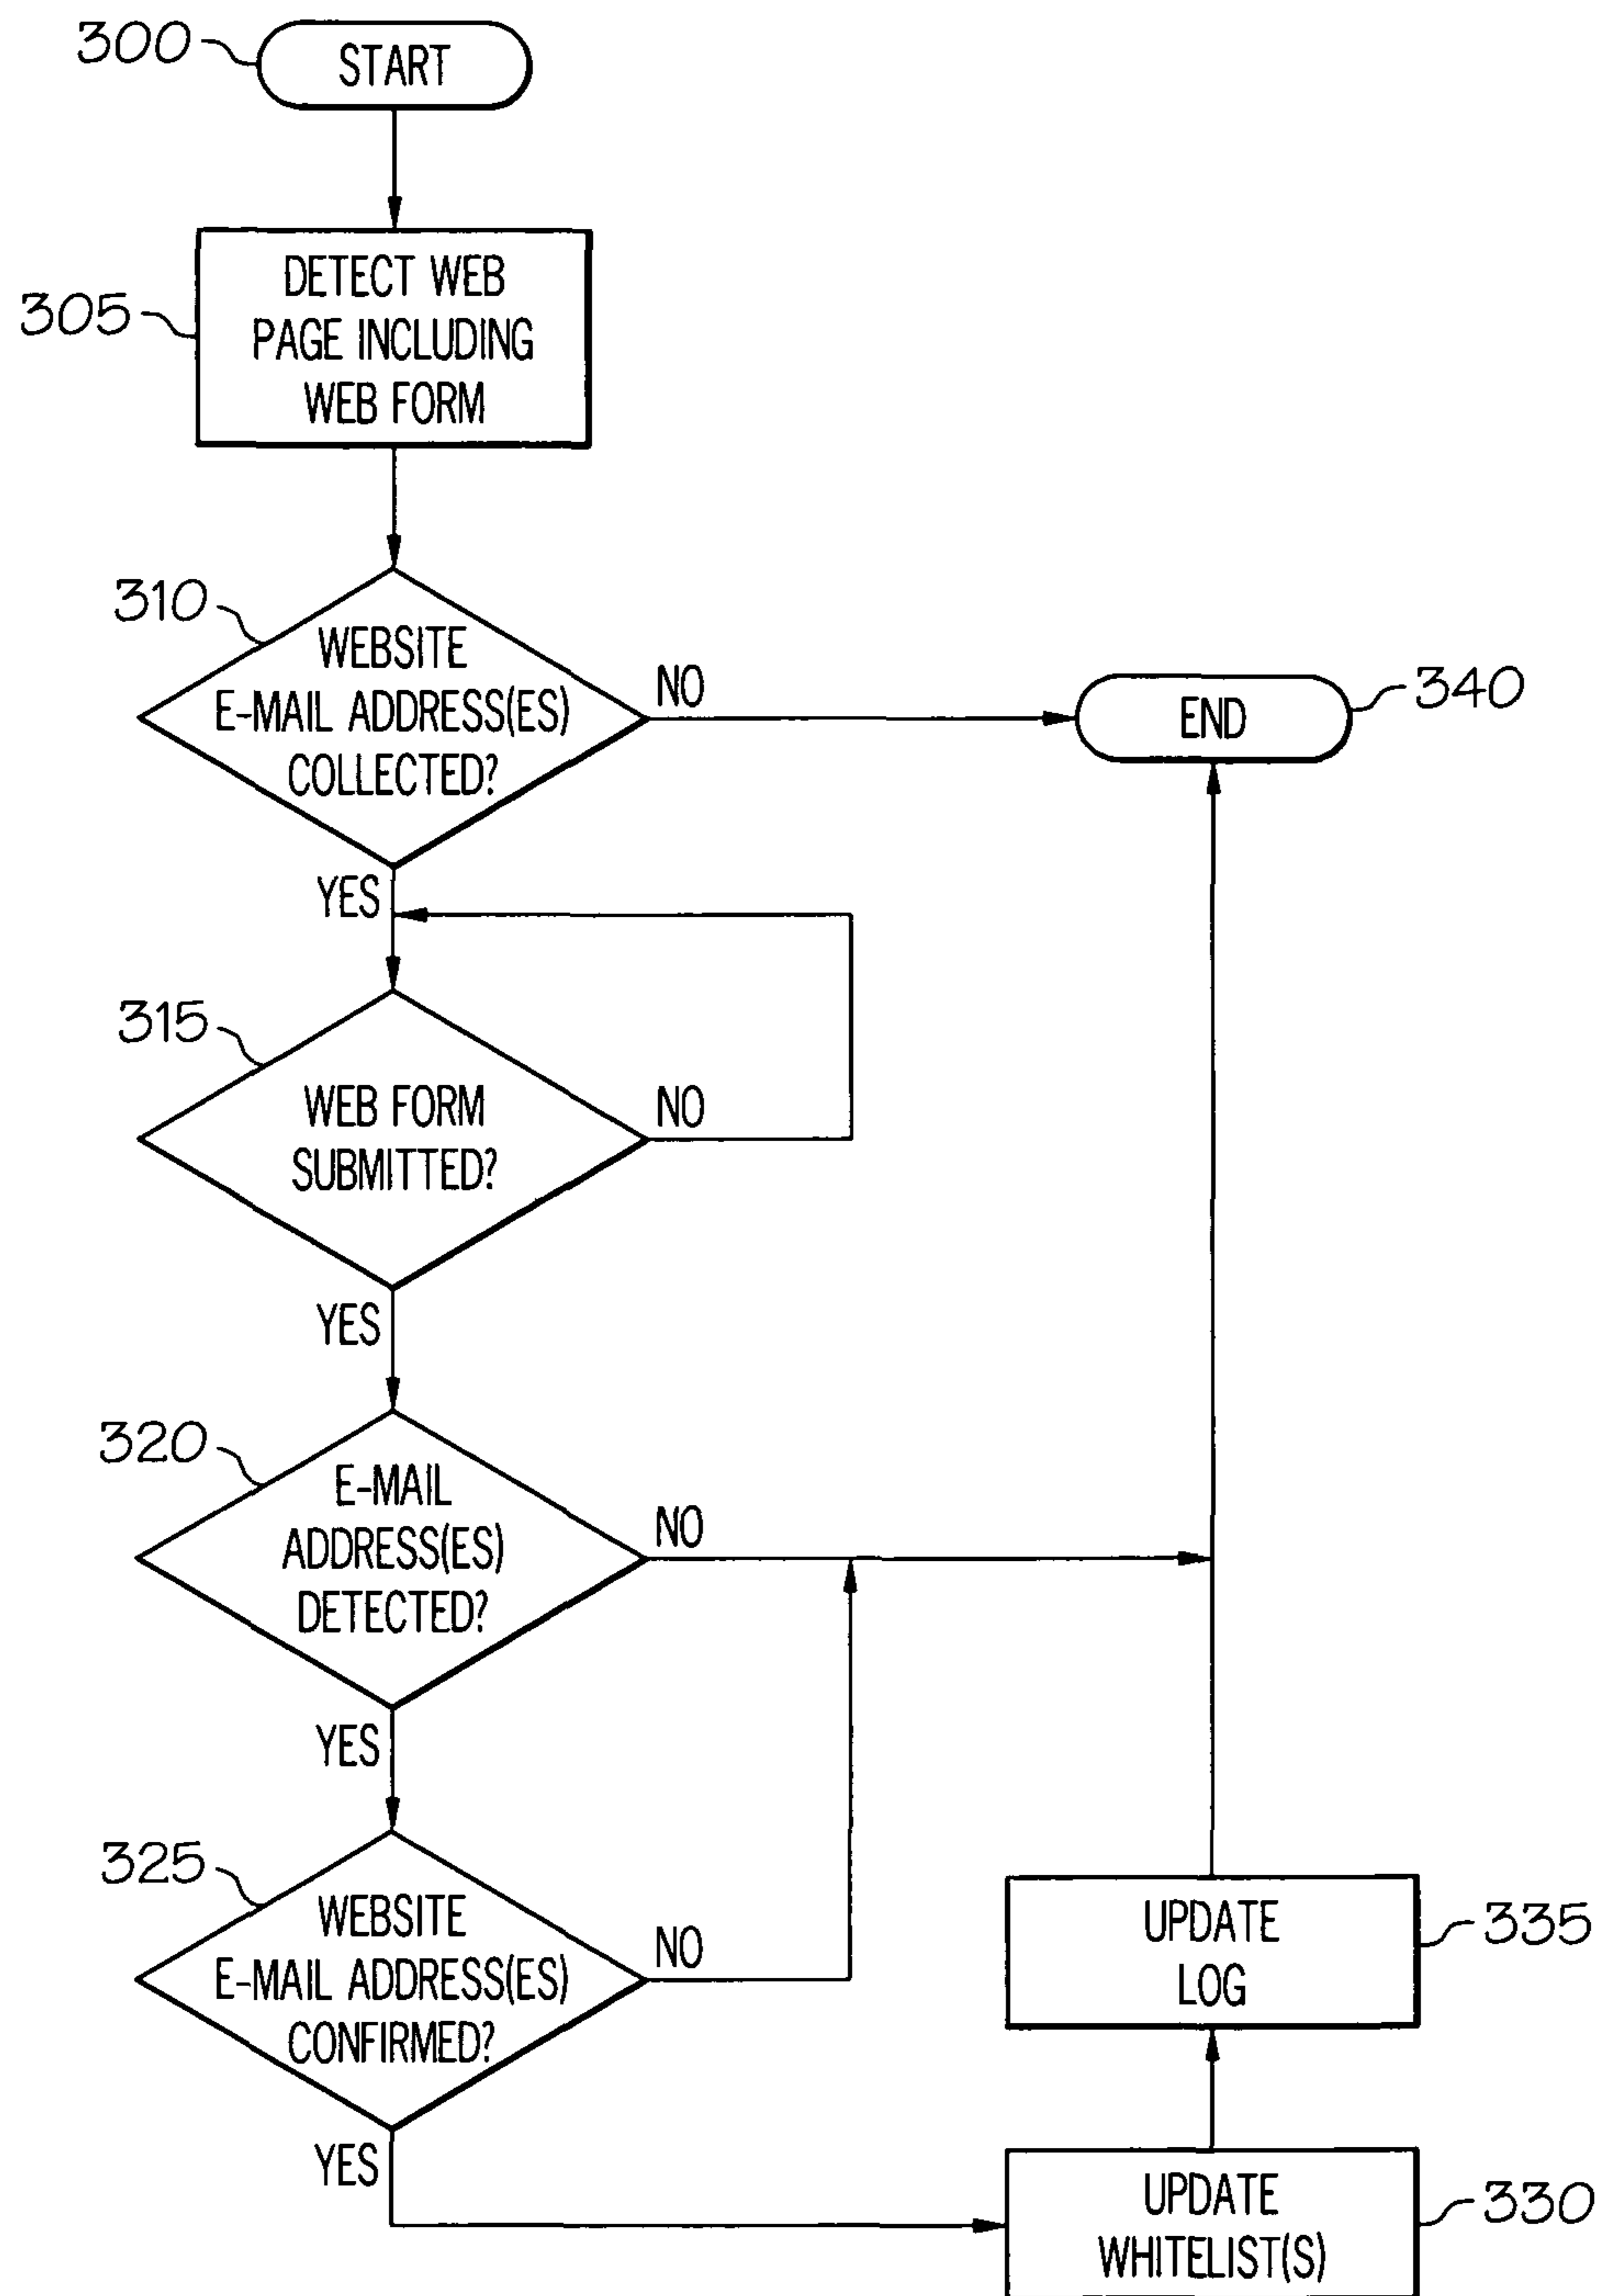 300
START
305
DETECT WEB
PAGE INCLUDING
WEB FORM
310
WEBSITE
E-MAIL ADDRESS(ES)
COLLECTED?
NO
END
340
YES
315
WEB FORM
SUBMITTED?
NO
YES
320
E-MAIL
ADDRESS(ES)
DETECTED?
NO
YES
325
WEBSITE
E-MAIL ADDRESS(ES)
CONFIRMED?
NO
UPDATE
LOG
335
YES
UPDATE
WHITELIST(S)
330